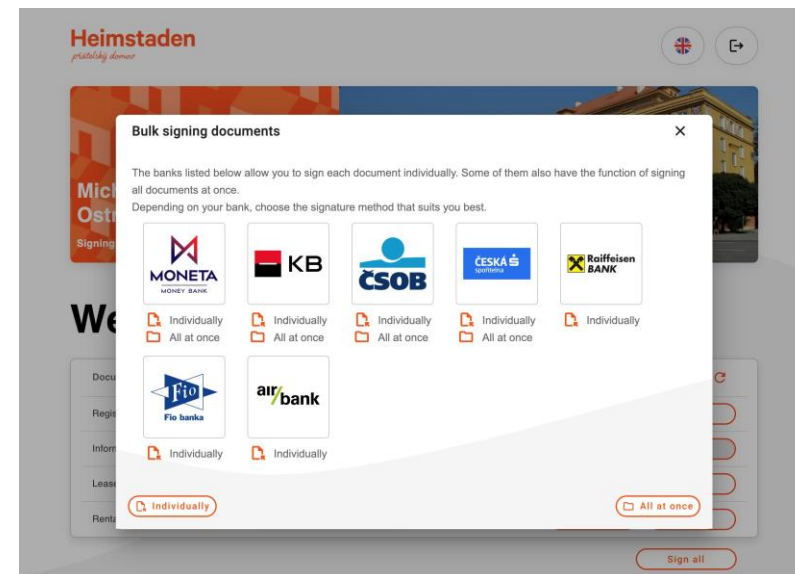 Heimstaden
přátelský domov
Bulk signing documents
The banks listed below allow you to sign each document individually. Some of them also have the function of signing
all documents at once.
Depending on your bank, choose the signature method that suits you best.
Mich
Ostr
Signing
MONETA
MONEY BANK
KB
ČSOB
ČESKÁ
spořitelna
Raiffeisen
BANK
Individually
Individually
Individually
Individually
Individually
All at once
All at once
All at once
All at once
We
Docu
Regis
Inform
Lease
Renta
Fio
Fio banka
air bank
Individually
Individually
Individually
All at once
Sign all